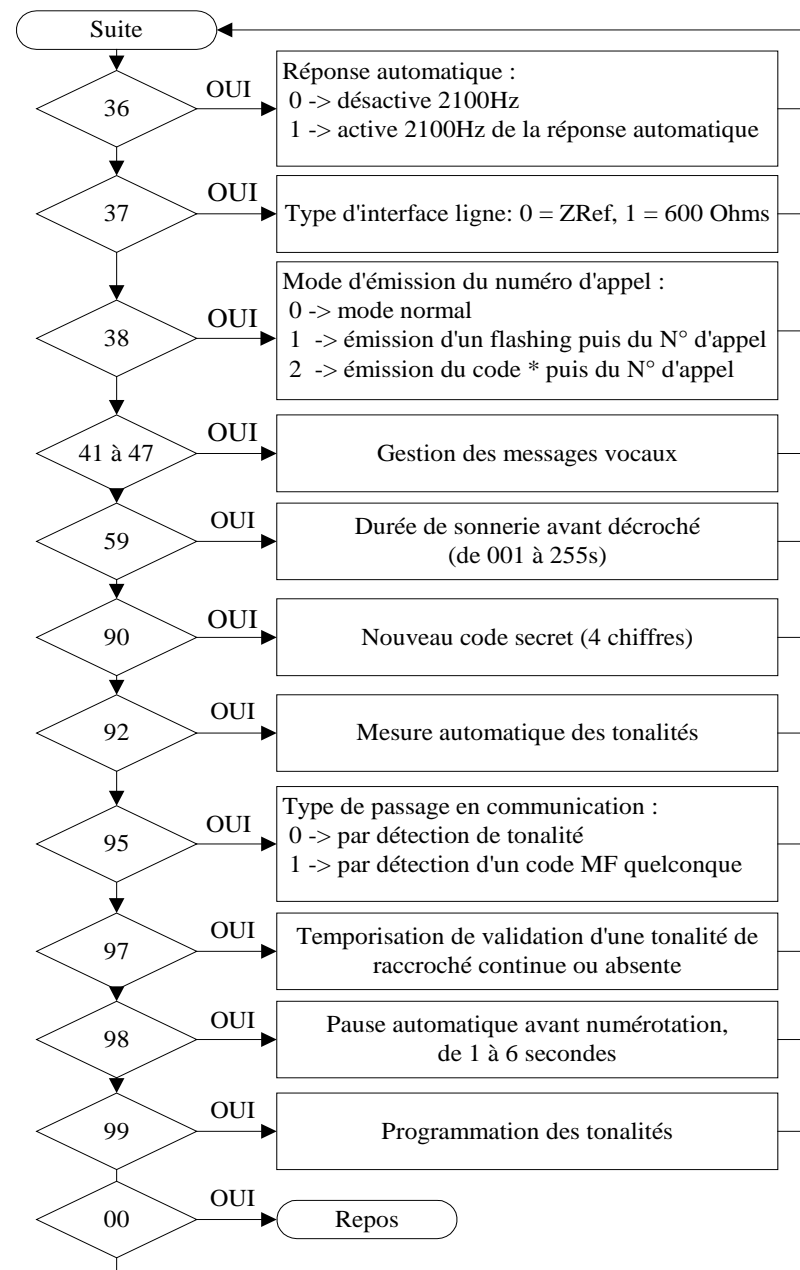 Suite
36
OUI
Réponse automatique :
0 -> désactive 2100Hz
1 -> active 2100Hz de la réponse automatique
37
OUI
Type d'interface ligne: 0 = ZRef, 1 = 600 Ohms
38
OUI
Mode d'émission du numéro d'appel :
0 -> mode normal
1 -> émission d'un flashing puis du N° d'appel
2 -> émission du code * puis du N° d'appel
41 à 47
OUI
Gestion des messages vocaux
59
OUI
Durée de sonnerie avant décroché
(de 001 à 255s)
90
OUI
Nouveau code secret (4 chiffres)
92
OUI
Mesure automatique des tonalités
95
OUI
Type de passage en communication :
0 -> par détection de tonalité
1 -> par détection d'un code MF quelconque
97
OUI
Temporisation de validation d'une tonalité de
raccroché continue ou absente
98
OUI
Pause automatique avant numérotation,
de 1 à 6 secondes
99
OUI
Programmation des tonalités
00
OUI
Repos